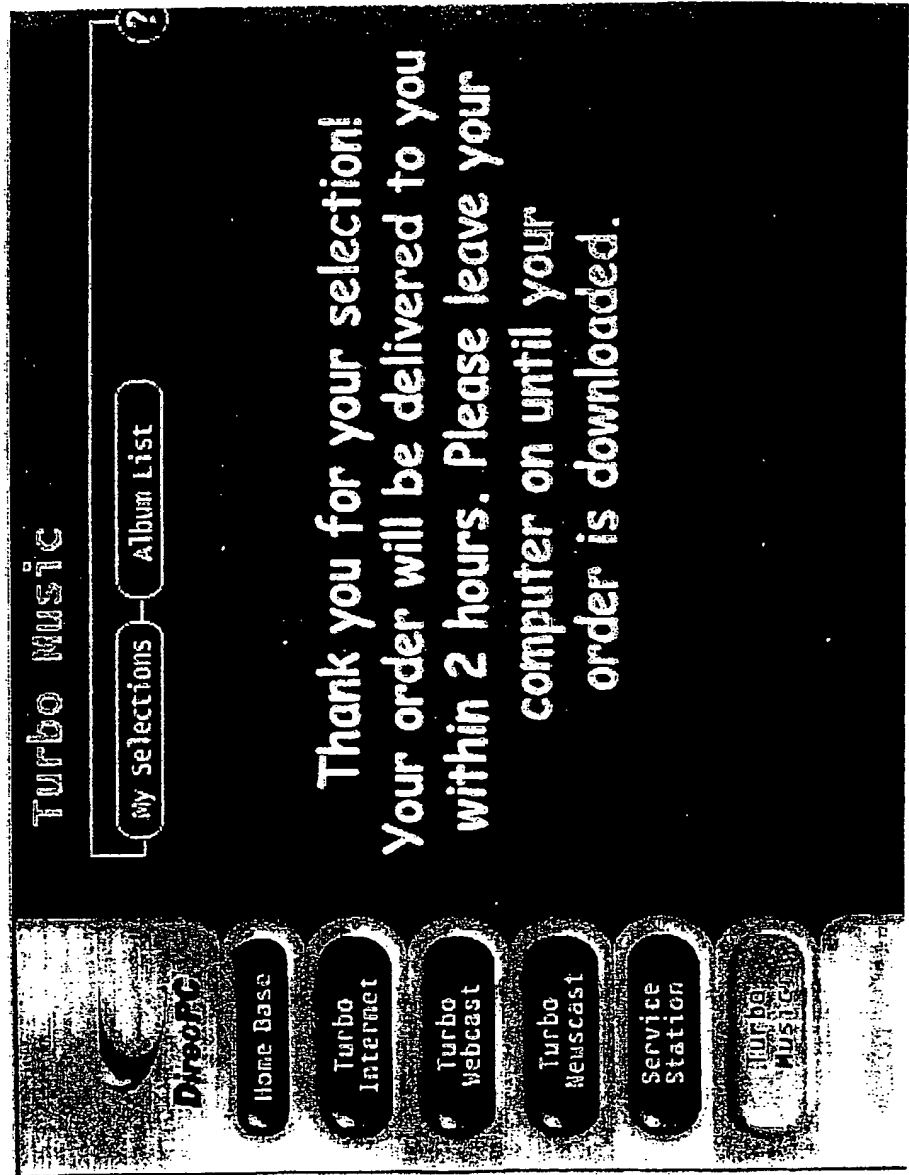 Turbo Music
My Selections
Album List
?
Thank you for your selection!
Your order will be delivered to you
within 2 hours. Please leave your
computer on until your
order is downloaded.
DirecPC
Home Base
Turbo
Internet
Turbo
Webcast
Turbo
Newscast
Service
Station
Turbo
Music